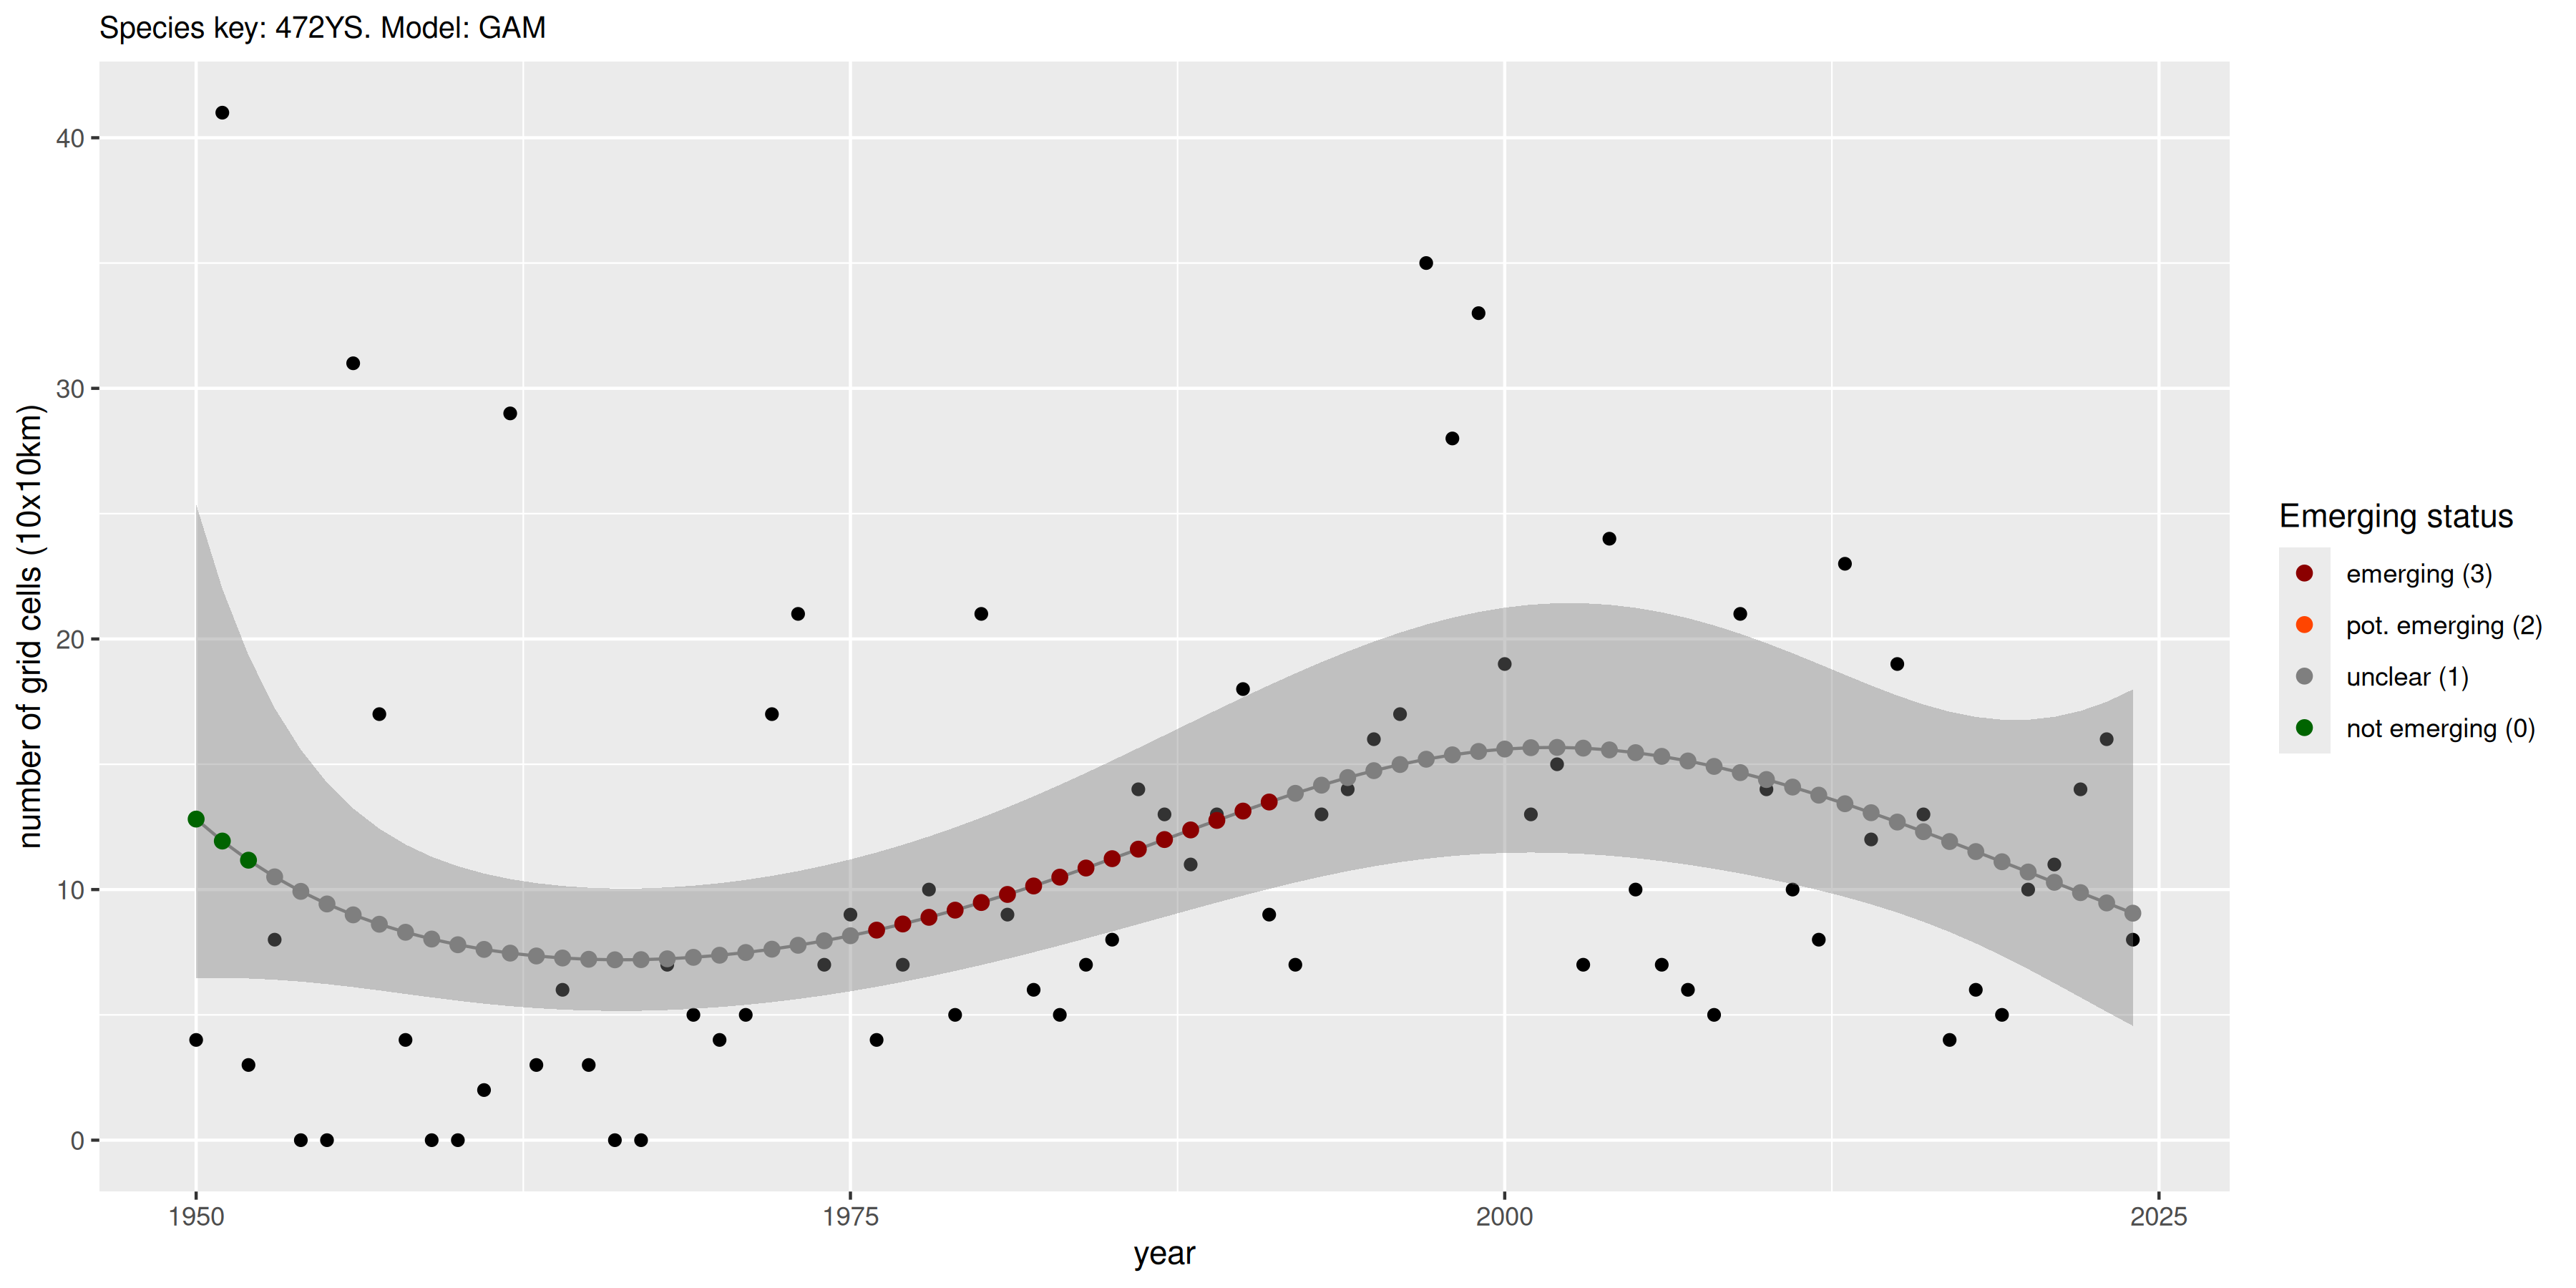 Species key: 472YS. Model: GAM
number of grid cells (10x10km)
40
30
20
10
0
1950
1975
2000
2025
year
Emerging status
emerging (3)
pot. emerging (2)
unclear (1)
not emerging (0)